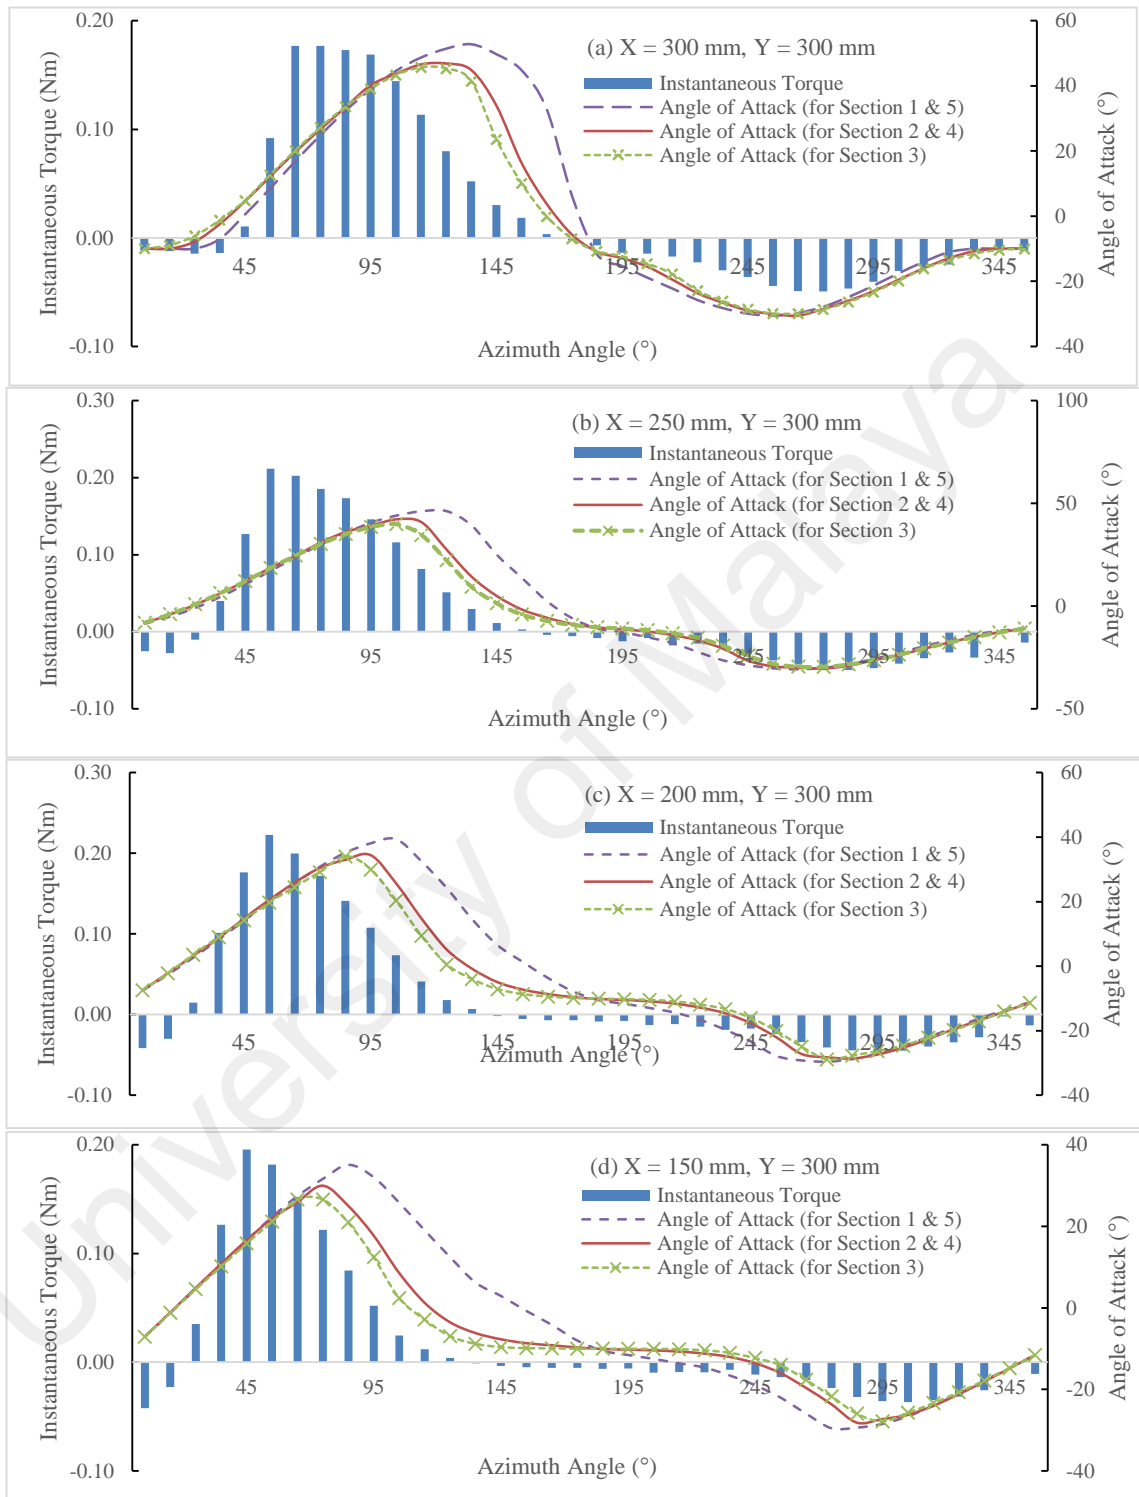 (a) X = 300 mm, Y = 300 mm
Instantaneous Torque
Angle of Attack (for Section 1 & 5)
Angle of Attack (for Section 2 & 4)
Angle of Attack (for Section 3)
Instantaneous Torque (Nm)
0.20
0.10
0.00
-0.10
45
95
145
195
245
295
345
Azimuth Angle (°)
60
40
20
0
-20
-40
Angle of Attack (°)
(b) X = 250 mm, Y = 300 mm
Instantaneous Torque
Angle of Attack (for Section 1 & 5)
Angle of Attack (for Section 2 & 4)
Angle of Attack (for Section 3)
Instantaneous Torque (Nm)
0.30
0.20
0.10
0.00
-0.10
45
95
145
195
245
295
345
Azimuth Angle (°)
100
50
0
-50
Angle of Attack (°)
(c) X = 200 mm, Y = 300 mm
Instantaneous Torque
Angle of Attack (for Section 1 & 5)
Angle of Attack (for Section 2 & 4)
Angle of Attack (for Section 3)
Instantaneous Torque (Nm)
0.30
0.20
0.10
0.00
-0.10
45
95
145
195
245
295
345
Azimuth Angle (°)
60
40
20
0
-20
-40
Angle of Attack (°)
(d) X = 150 mm, Y = 300 mm
Instantaneous Torque
Angle of Attack (for Section 1 & 5)
Angle of Attack (for Section 2 & 4)
Angle of Attack (for Section 3)
Instantaneous Torque (Nm)
0.20
0.10
0.00
-0.10
45
95
145
195
245
295
345
Azimuth Angle (°)
40
20
0
-20
-40
Angle of Attack (°)
University of Malaya